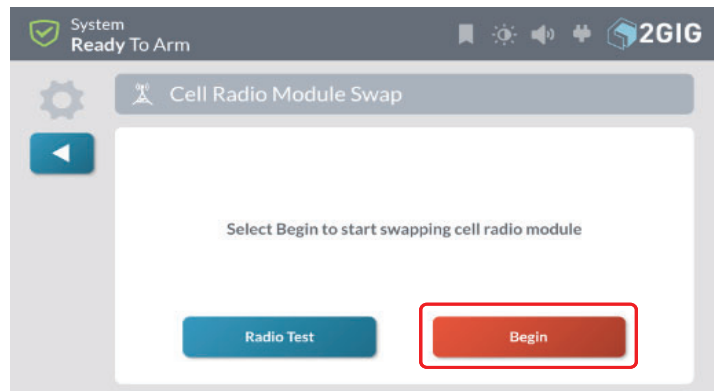 System
Ready To Arm
2GIG
Cell Radio Module Swap
Select Begin to start swapping cell radio module
Radio Test
Begin